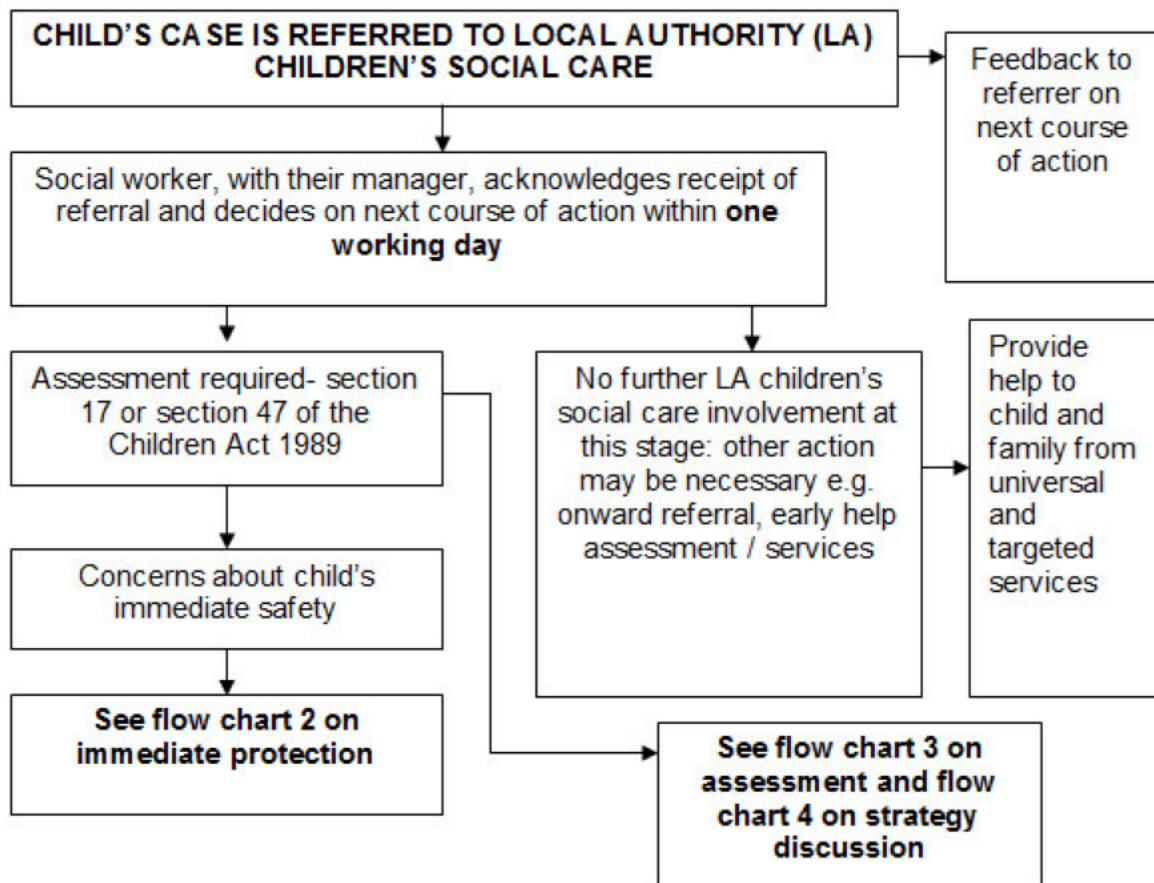 CHILD'S CASE IS REFERRED TO LOCAL AUTHORITY (LA)
CHILDREN'S SOCIAL CARE
Feedback to
referrer on
next course
of action
Social worker, with their manager, acknowledges receipt of
referral and decides on next course of action within one
working day
Assessment required- section
17 or section 47 of the
Children Act 1989
No further LA children's
social care involvement at
this stage: other action
may be necessary e.g.
onward referral, early help
assessment / services
Provide
help to
child and
family from
universal
and
targeted
services
Concerns about child's
immediate safety
See flow chart 2 on
immediate protection
See flow chart 3 on
assessment and flow
chart 4 on strategy
discussion